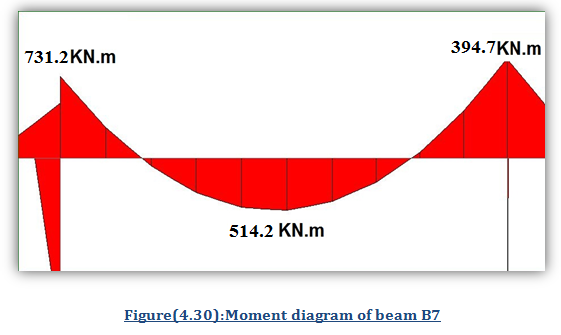 731.2KN.m
394.7KN.m
514.2 KN.m
Figure(4.30):Moment diagram of beam B7